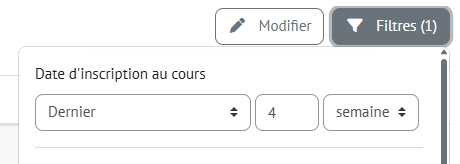 Modifier Filtres (1)
Date d'inscription au cours
Dernier 4 semaine